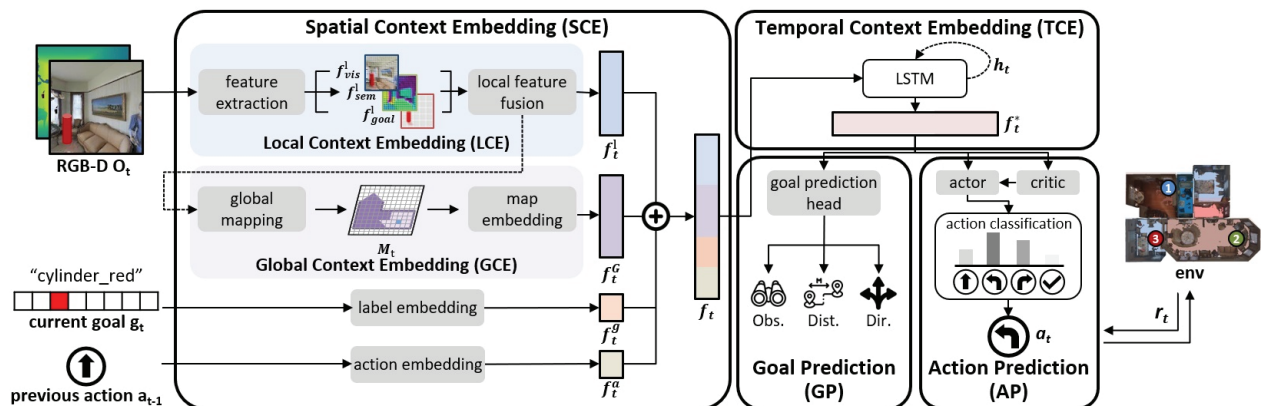 Spatial Context Embedding (SCE)
feature
extraction
f^l_vis
f^l_sem
f^l_goal
local feature
fusion
Local Context Embedding (LCE)
f^l_t
RGB-D O_t
global
mapping
M_t
map
embedding
Global Context Embedding (GCE)
f^G_t
"cylinder_red"
current goal g_t
label embedding
f^g_t
previous action a_t-1
action embedding
f^a_t
f_t
Temporal Context Embedding (TCE)
LSTM
h_t
f^*_t
goal prediction
head
Obs.
Dist.
Dir.
M
Goal Prediction
(GP)
actor
critic
action classification
a_t
Action Prediction
(AP)
1
2
3
env
r_t